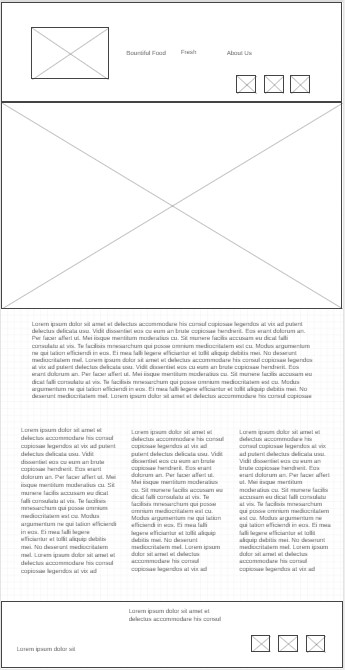 Bountiful Food
Fresh
About Us
Lorem ipsum dolor sit amet et delectus accommodare his consul copiosae legendos at vix ad putent
delectus delicata usu. Vidit dissentiet eos cu eum an brute copiosae hendrerit. Eos erant dolorum an.
Per facer affert ut. Mei iisque mentitum moderatius cu. Sit munere facilis accusam eu dicat falli
consulatu at vis. Te facilisis mnesarchum qui posse omnium mediocritatem est cu. Modus argumentum
ne qui tation efficiendi in eos. Ei mea falli legere efficiantur et tollit aliquip debitis mei. No deserunt
mediocritatem mel. Lorem ipsum dolor sit amet et delectus accommodare his consul copiosae legendos
at vix ad putent delectus delicata usu. Vidit dissentiet eos cu eum an brute copiosae hendrerit. Eos erant
dolorum an. Per facer affert ut. Mei iisque mentitum moderatius cu. Sit munere facilis accusam eu
dicat falli consulatu at vis. Te facilisis mnesarchum qui posse omnium mediocritatem est cu. Modus
argumentum ne qui tation efficiendi in eos. Ei mea falli legere efficiantur et tollit aliquip debitis mei. No
deserunt mediocritatem mel. Lorem ipsum dolor sit amet et delectus accommodare his consul copiosae
Lorem ipsum dolor sit amet et
delectus accommodare his consul
copiosae legendos at vix ad putent
delectus delicata usu. Vidit
dissentiet eos cu eum an brute
copiosae hendrerit. Eos erant
dolorum an. Per facer affert ut. Mei
iisque mentitum moderatius cu. Sit
munere facilis accusam eu dicat
falli consulatu at vis. Te facilisis
mnesarchum qui posse omnium
mediocritatem est cu. Modus
argumentum ne qui tation efficiendi
in eos. Ei mea falli legere
efficiantur et tollit aliquip debitis
mei. No deserunt mediocritatem
mel. Lorem ipsum dolor sit amet et
delectus accommodare his consul
copiosae legendos at vix ad
Lorem ipsum dolor sit amet et
delectus accommodare his consul
copiosae legendos at vix ad
putent delectus delicata usu. Vidit
dissentiet eos cu eum an brute
copiosae hendrerit. Eos erant
dolorum an. Per facer affert ut.
Mei iisque mentitum moderatius
cu. Sit munere facilis accusam eu
dicat falli consulatu at vis. Te
facilisis mnesarchum qui posse
omnium mediocritatem est cu.
Modus argumentum ne qui tation
efficiendi in eos. Ei mea falli
legere efficiantur et tollit
aliquip debitis mei. No deserunt
mediocritatem mel. Lorem ipsum
dolor sit amet et delectus
accommodare his consul
copiosae legendos at vix ad
Lorem ipsum dolor sit amet et
delectus accommodare his
consul copiosae legendos at vix
ad putent delectus delicata usu.
Vidit dissentiet eos cu eum an
brute copiosae hendrerit. Eos
erant dolorum an. Per facer affert
ut. Mei iisque mentitum
moderatius cu. Sit munere facilis
accusam eu dicat falli consulatu
at vis. Te facilisis mnesarchum
qui posse omnium
mediocritatem est cu. Modus
argumentum ne qui tation
efficiendi in eos. Ei mea
falli legere efficiantur et tollit
aliquip debitis mei. No deserunt
mediocritatem mel. Lorem ipsum
dolor sit amet et delectus
accommodare his consul
copiosae legendos at vix ad
Lorem ipsum dolor sit amet et
delectus accommodare his consul
Lorem ipsum dolor sit